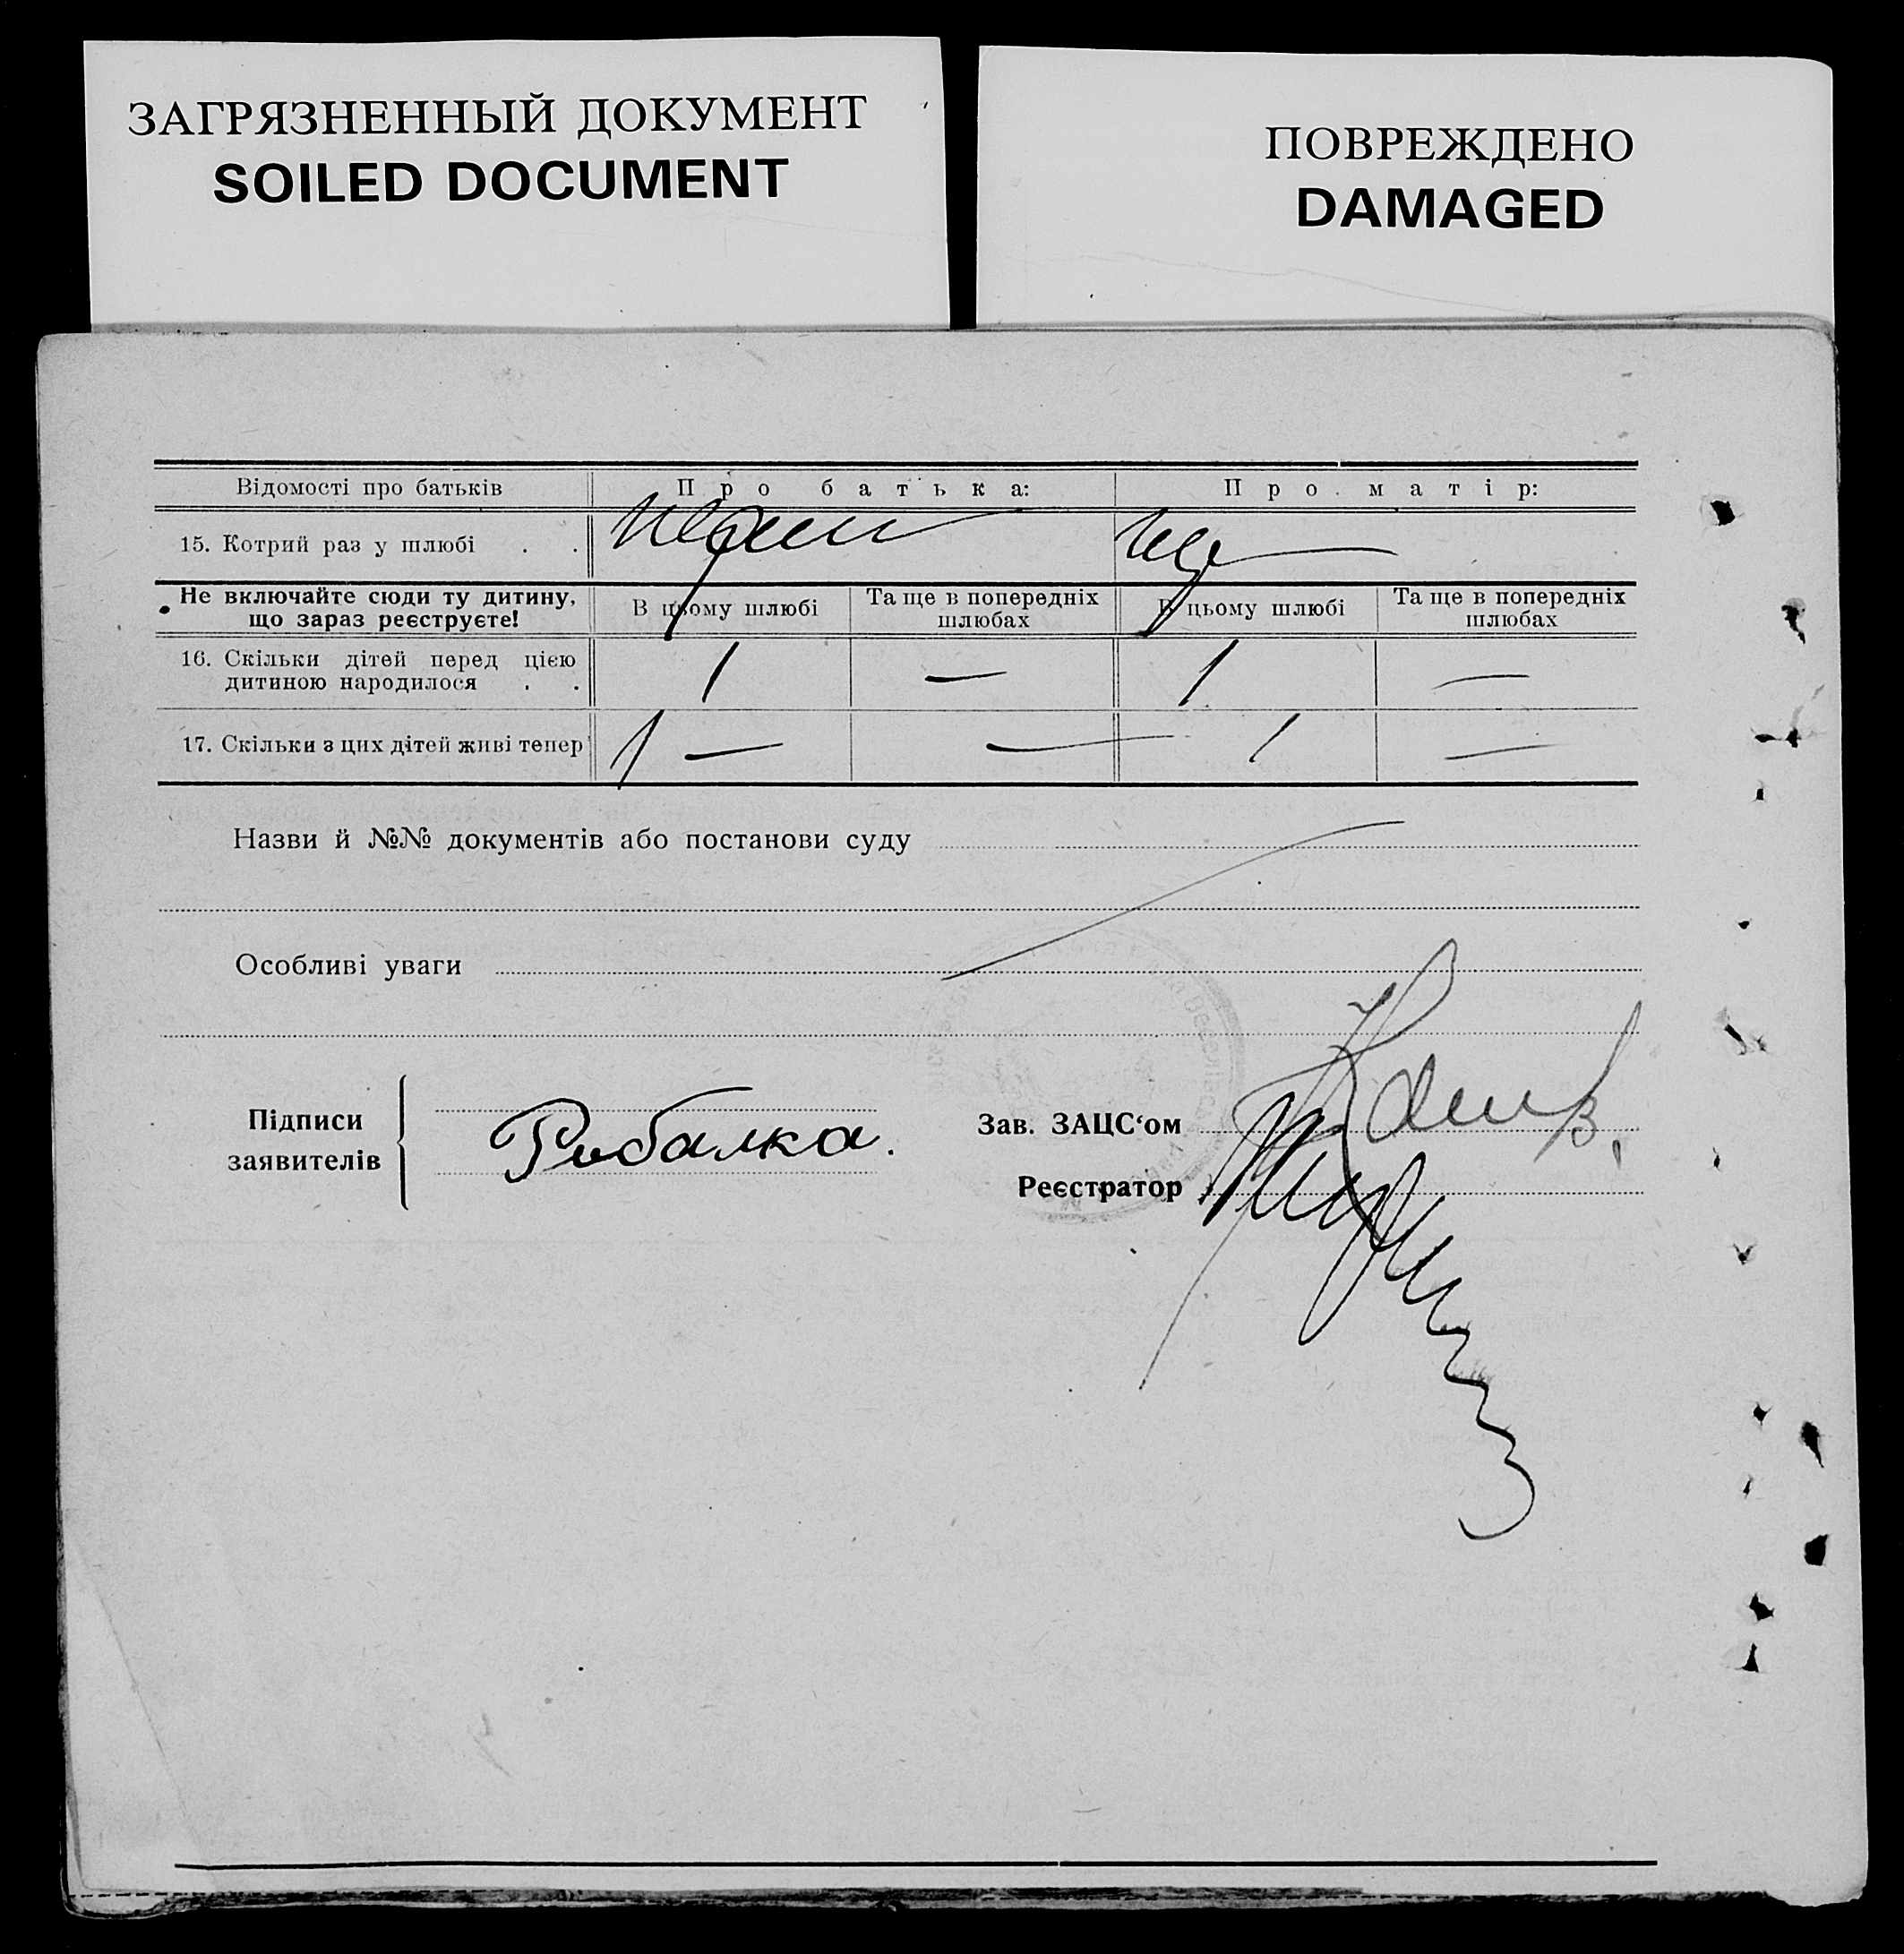 ЗАГРЯЗНЕННЫЙ ДОКУМЕНТ
SOILED DOCUMENT
ПОВРЕЖДЕНО
DAMAGED
Відомості про батьків Про батька: Про матір:
15. Котрий раз у шлюбі . . перший пер
Не включайте сюди ту дитину, що зараз реєструєте! В цьому шлюбі Та ще в попередніх шлюбах В цьому шлюбі Та ще в попередніх шлюбах
16. Скільки дітей перед цією дитиною народилося . . 1 — 1 —
17. Скільки з цих дітей живі тепер 1 — — 1 —
Назви й №№ документів або постанови суду
Особливі уваги
Підписи заявителів Рибалка.
Зав. ЗАЦС‘ом
Реєстратор